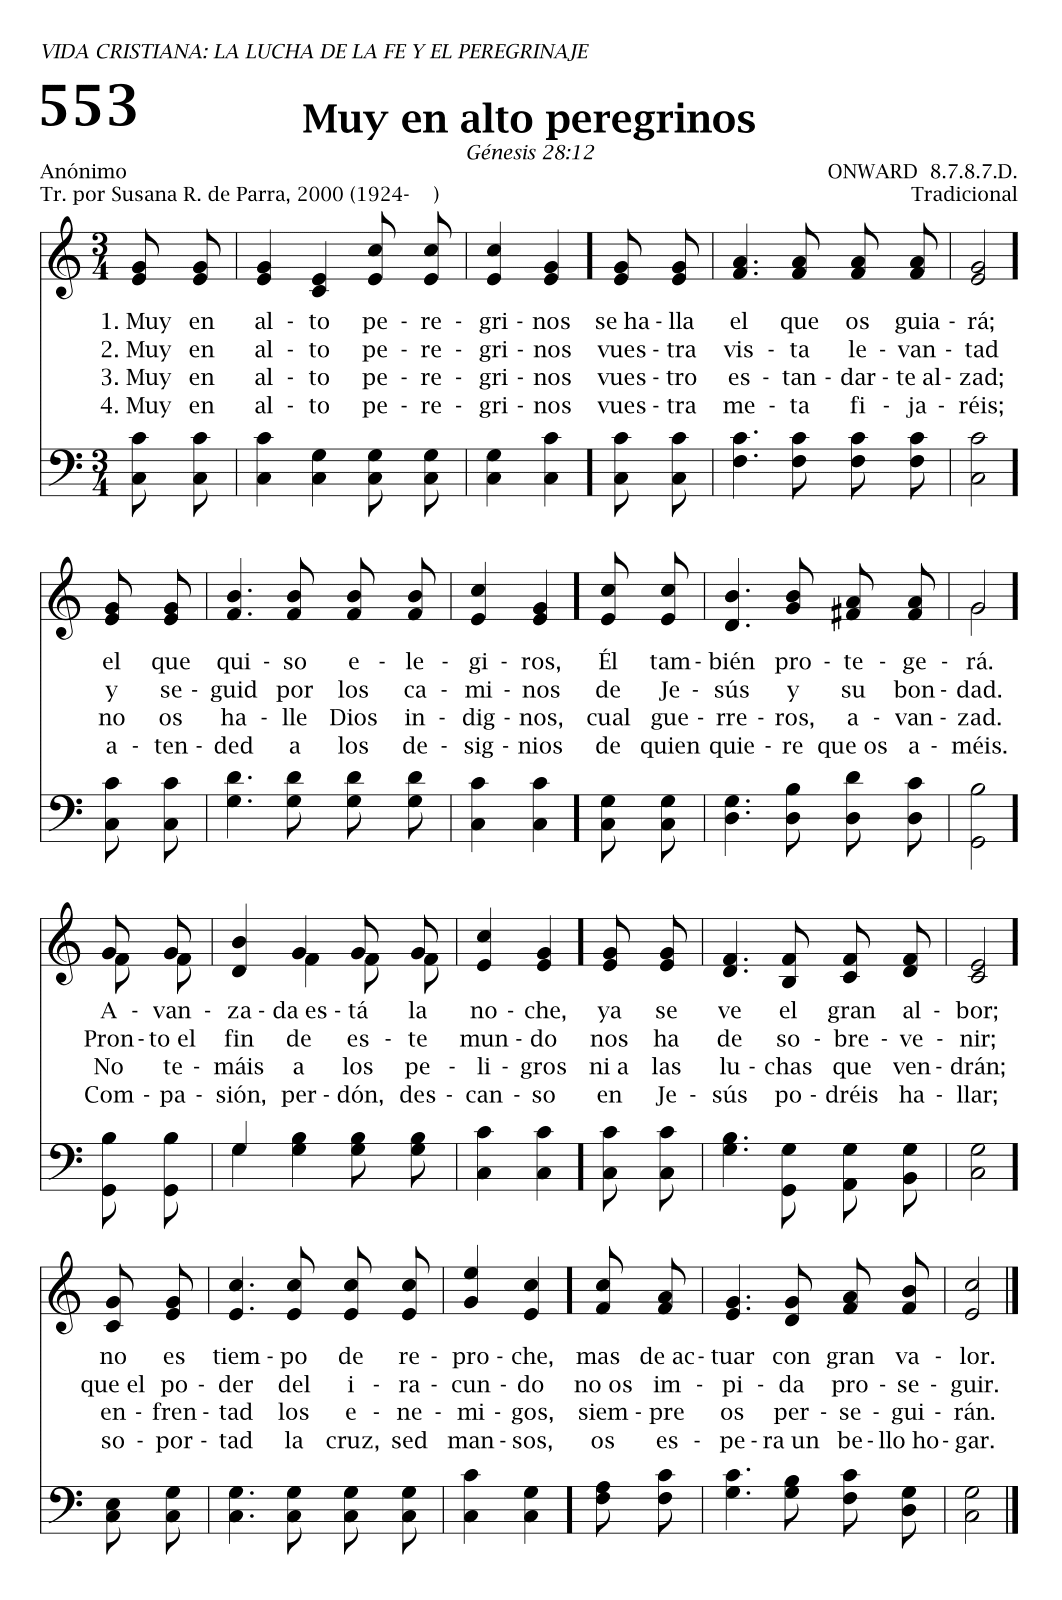 VIDA CRISTIANA: LA LUCHA DE LA FE Y EL PEREGRINAJE
553
Muy en alto peregrinos
Génesis 28:12
Anónimo
ONWARD 8.7.8.7.D.
Tr. por Susana R. de Parra, 2000 (1924-    )
Tradicional
3
4
1. Muy en al - to pe - re - gri - nos se ha - lla el que os guia - rá;
2. Muy en al - to pe - re - gri - nos vues - tra vis - ta le - van - tad
3. Muy en al - to pe - re - gri - nos vues - tro es - tan - dar - te al - zad;
4. Muy en al - to pe - re - gri - nos vues - tra me - ta fi - ja - réis;
3
4
el que qui - so e - le - gi - ros, Él tam - bién pro - te - ge - rá.
y se - guid por los ca - mi - nos de Je - sús y su bon - dad.
no os ha - lle Dios in - dig - nos, cual gue - rre - ros, a - van - zad.
a - ten - ded a los de - sig - nios de quien quie - re que os a - méis.
A - van - za - da es - tá la no - che, ya se ve el gran al - bor;
Pron - to el fin de es - te mun - do nos ha de so - bre - ve - nir;
No te - máis a los pe - li - gros ni a las lu - chas que ven - drán;
Com - pa - sión, per - dón, des - can - so en Je - sús po - dréis ha - llar;
no es tiem - po de re - pro - che, mas de ac - tuar con gran va - lor.
que el po - der del i - ra - cun - do no os im - pi - da pro - se - guir.
en - fren - tad los e - ne - mi - gos, siem - pre os per - se - gui - rán.
so - por - tad la cruz, sed man - sos, os es - pe - ra un be - llo ho - gar.